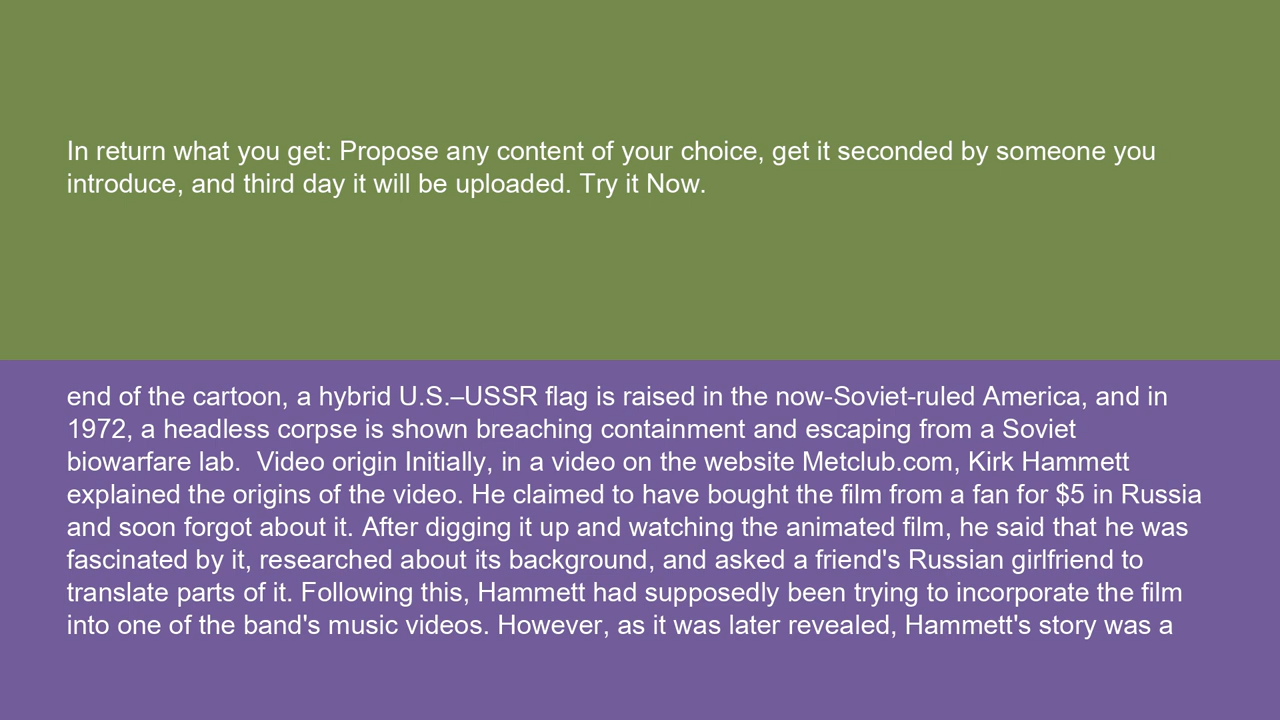 In return what you get: Propose any content of your choice, get it seconded by someone you
introduce, and third day it will be uploaded. Try it Now.
end of the cartoon, a hybrid U.S.–USSR flag is raised in the now-Soviet-ruled America, and in
1972, a headless corpse is shown breaching containment and escaping from a Soviet
biowarfare lab.  Video origin Initially, in a video on the website Metclub.com, Kirk Hammett
explained the origins of the video. He claimed to have bought the film from a fan for $5 in Russia
and soon forgot about it. After digging it up and watching the animated film, he said that he was
fascinated by it, researched about its background, and asked a friend's Russian girlfriend to
translate parts of it. Following this, Hammett had supposedly been trying to incorporate the film
into one of the band's music videos. However, as it was later revealed, Hammett's story was a